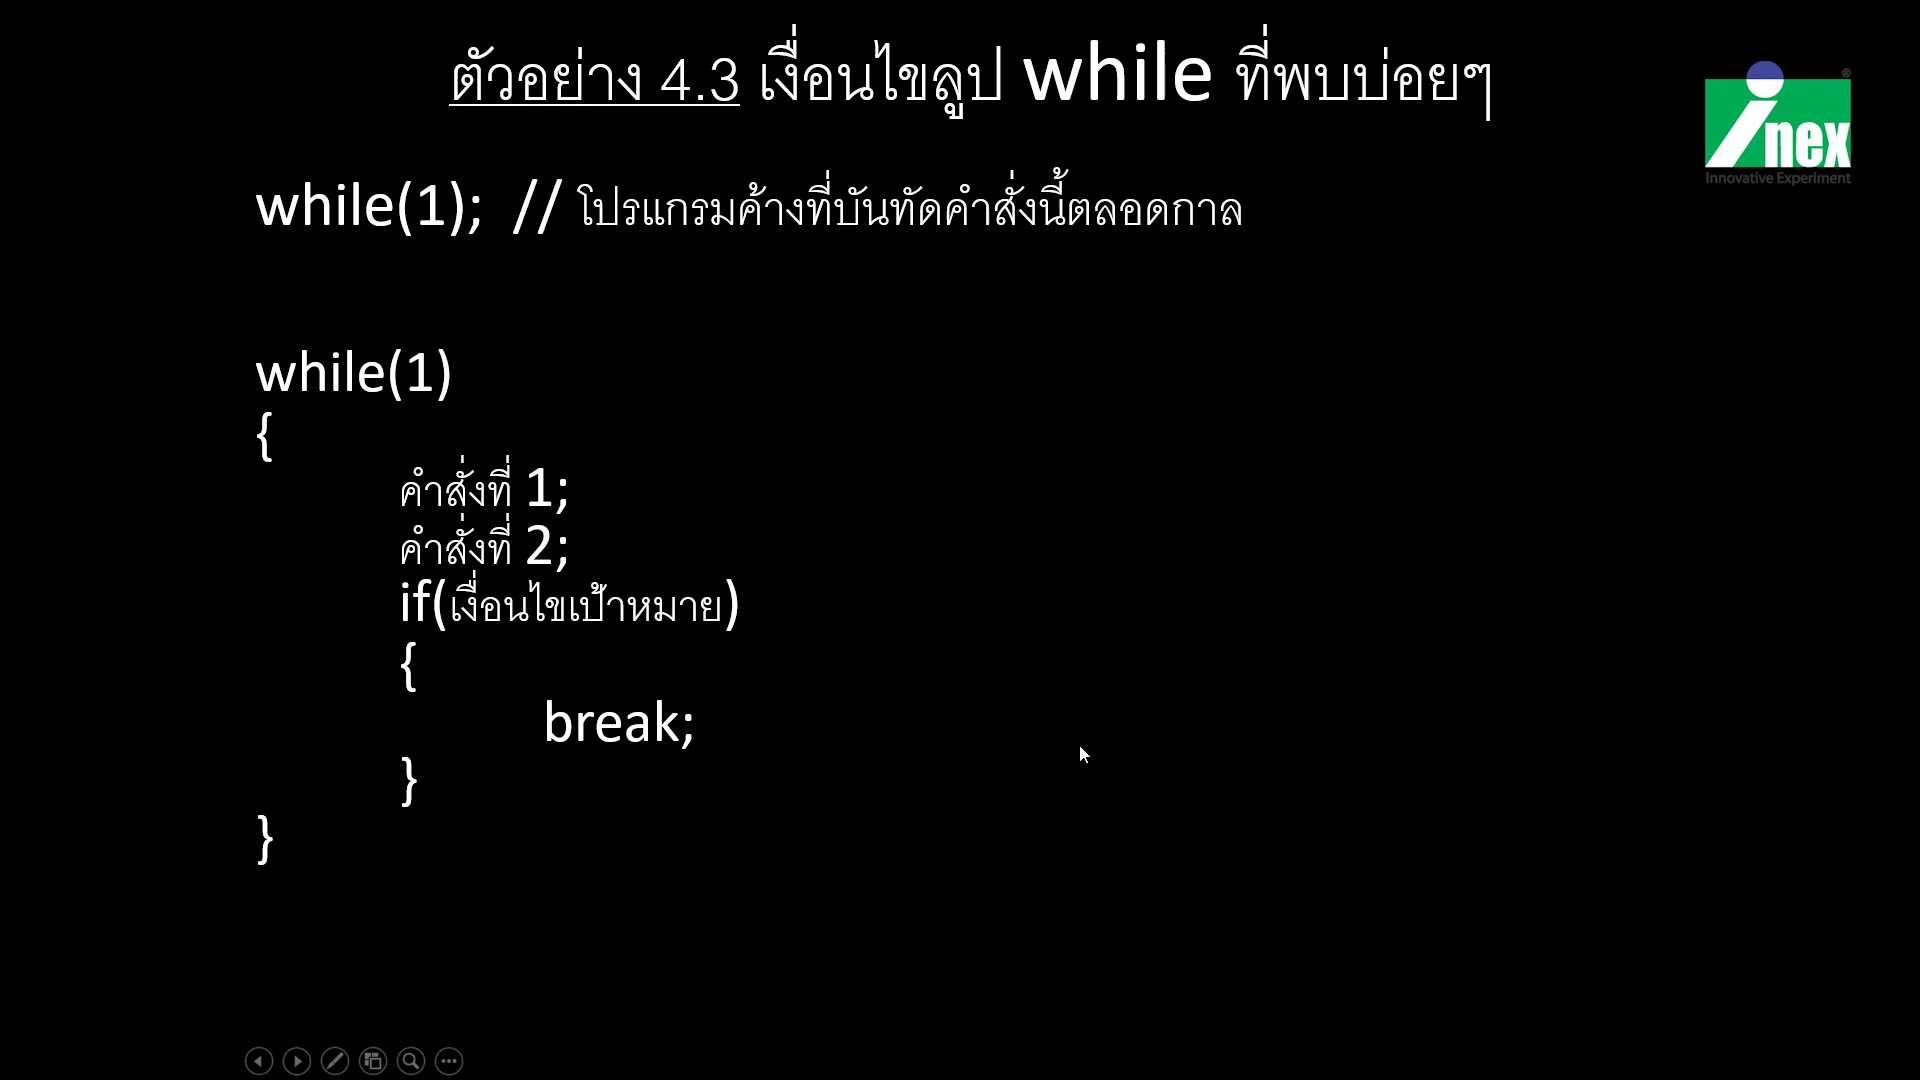 ตัวอย่าง 4.3 เงื่อนไขลูป while ที่พบบ่อยๆ
inex ®
Innovative Experiment
while(1);  // โปรแกรมค้างที่บันทัดคำสั่งนี้ตลอดกาล
while(1)
{
คำสั่งที่ 1;
คำสั่งที่ 2;
if(เงื่อนไขเป้าหมาย)
{
break;
}
}